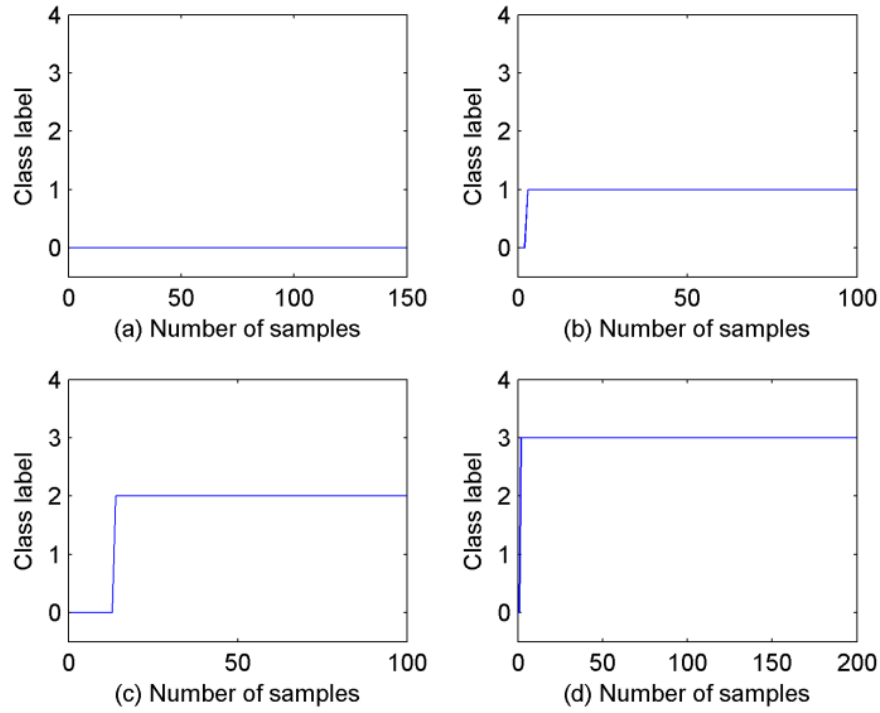 4
3
2
1
0
Class label
0 50 100 150
(a) Number of samples
4
3
2
1
0
Class label
0 50 100
(b) Number of samples
4
3
2
1
0
Class label
0 50 100
(c) Number of samples
4
3
2
1
0
Class label
0 50 100 150 200
(d) Number of samples